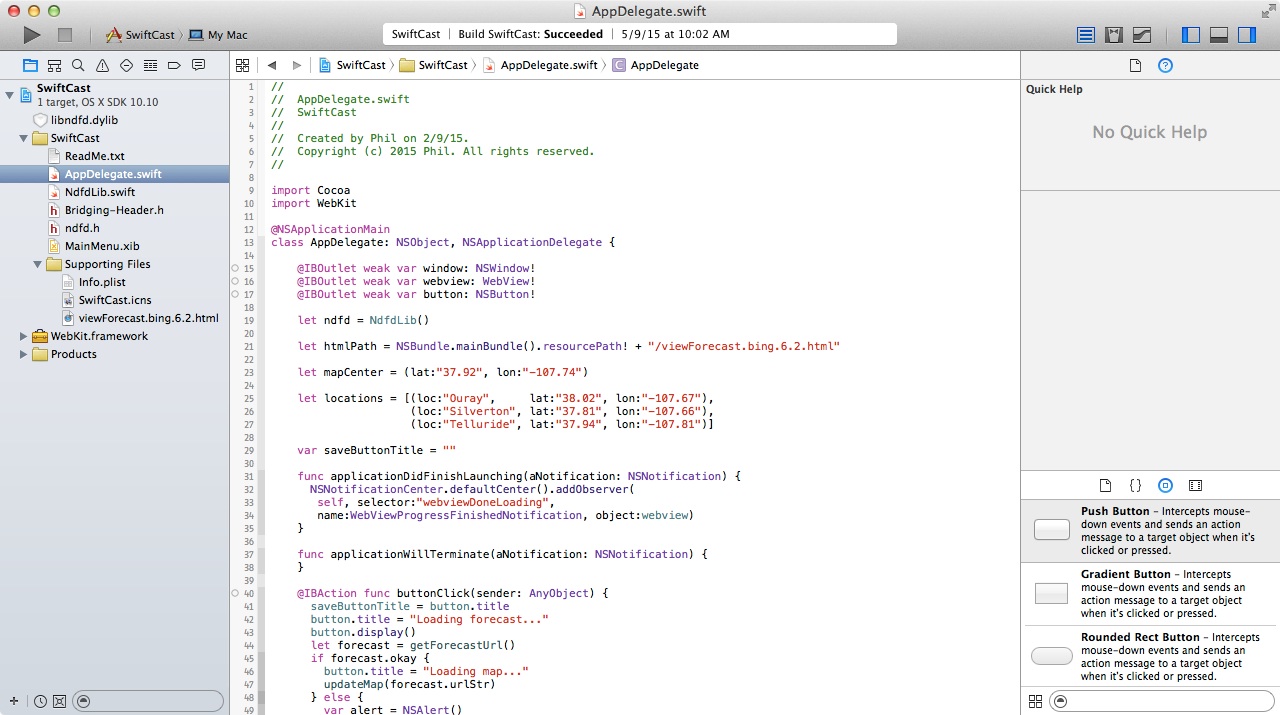 AppDelegate.swift
SwiftCast 〉 My Mac
SwiftCast | Build SwiftCast: Succeeded | 5/9/15 at 10:02 AM
SwiftCast 〉 SwiftCast 〉 AppDelegate.swift 〉 C AppDelegate
SwiftCast
1 target, OS X SDK 10.10
libndfd.dylib
SwiftCast
ReadMe.txt
AppDelegate.swift
NdfdLib.swift
h Bridging-Header.h
h ndfd.h
MainMenu.xib
Supporting Files
Info.plist
SwiftCast.icns
viewForecast.bing.6.2.html
WebKit.framework
Products
1 //
2 //  AppDelegate.swift
3 //  SwiftCast
4 //
5 //  Created by Phil on 2/9/15.
6 //  Copyright (c) 2015 Phil. All rights reserved.
7 //
8
9 import Cocoa
10 import WebKit
11
12 @NSApplicationMain
13 class AppDelegate: NSObject, NSApplicationDelegate {
14
15     @IBOutlet weak var window: NSWindow!
16     @IBOutlet weak var webview: WebView!
17     @IBOutlet weak var button: NSButton!
18
19     let ndfd = NdfdLib()
20
21     let htmlPath = NSBundle.mainBundle().resourcePath! + "/viewForecast.bing.6.2.html"
22
23     let mapCenter = (lat:"37.92", lon:"-107.74")
24
25     let locations = [(loc:"Ouray",     lat:"38.02", lon:"-107.67"),
26                      (loc:"Silverton", lat:"37.81", lon:"-107.66"),
27                      (loc:"Telluride", lat:"37.94", lon:"-107.81")]
28
29     var saveButtonTitle = ""
30
31     func applicationDidFinishLaunching(aNotification: NSNotification) {
32       NSNotificationCenter.defaultCenter().addObserver(
33        self, selector:"webviewDoneLoading",
34        name:WebViewProgressFinishedNotification, object:webview)
35     }
36
37     func applicationWillTerminate(aNotification: NSNotification) {
38     }
39
40     @IBAction func buttonClick(sender: AnyObject) {
41       saveButtonTitle = button.title
42       button.title = "Loading forecast..."
43       button.display()
44       let forecast = getForecastUrl()
45       if forecast.okay {
46         button.title = "Loading map..."
47         updateMap(forecast.urlStr)
48       } else {
49         var alert = NSAlert()
Quick Help
No Quick Help
{}
Push Button – Intercepts mouse-
down events and sends an action
message to a target object when it's
clicked or pressed.
Gradient Button – Intercepts
mouse-down events and sends an
action message to a target object
when it's clicked or pressed.
Rounded Rect Button – Intercepts
mouse-down events and sends an
action message to a target object
when it's clicked or pressed.